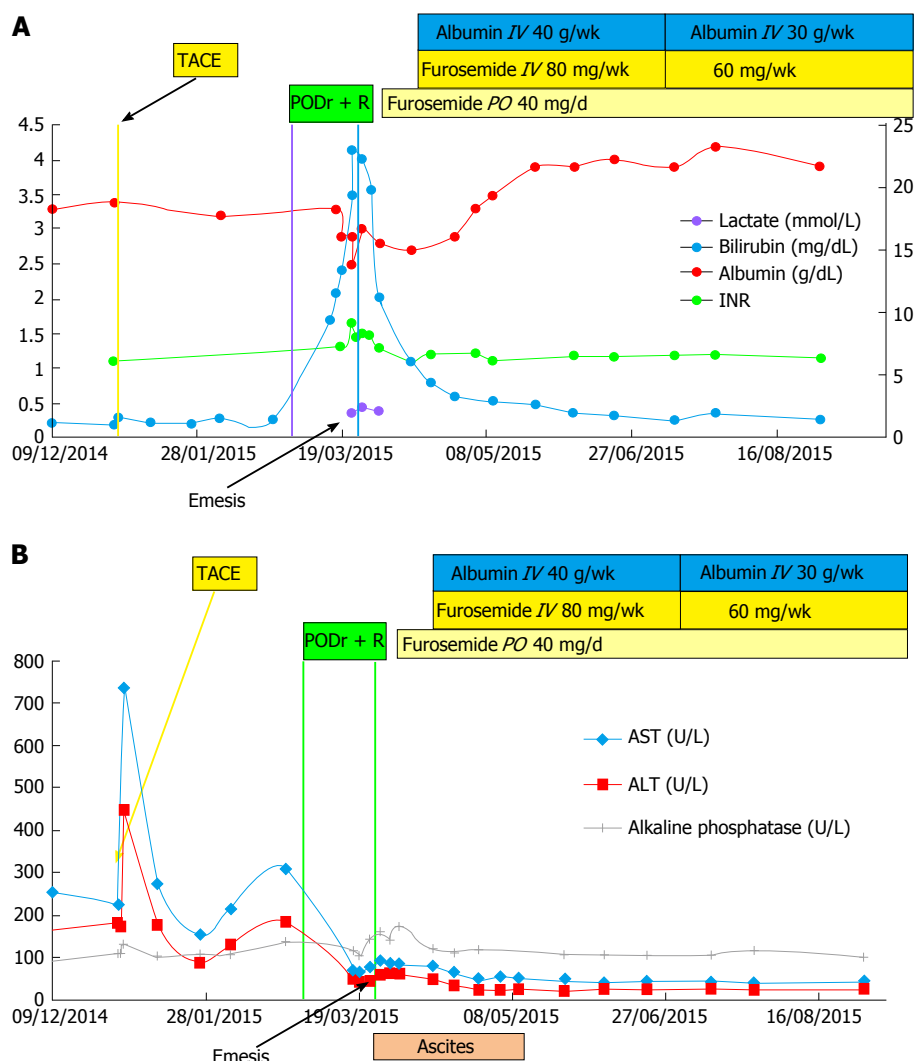 A
Albumin IV 40 g/wk
Albumin IV 30 g/wk
TACE
Furosemide IV 80 mg/wk
60 mg/wk
PODr + R
Furosemide PO 40 mg/d
4.5
4
3.5
3
2.5
2
1.5
1
0.5
0
25
20
15
10
5
0
Lactate (mmol/L)
Bilirubin (mg/dL)
Albumin (g/dL)
INR
09/12/2014
28/01/2015
19/03/2015
08/05/2015
27/06/2015
16/08/2015
Emesis
B
TACE
Albumin IV 40 g/wk
Albumin IV 30 g/wk
Furosemide IV 80 mg/wk
60 mg/wk
PODr + R
Furosemide PO 40 mg/d
800
700
600
500
400
300
200
100
0
AST (U/L)
ALT (U/L)
Alkaline phosphatase (U/L)
09/12/2014
28/01/2015
19/03/2015
08/05/2015
27/06/2015
16/08/2015
Emesis
Ascites